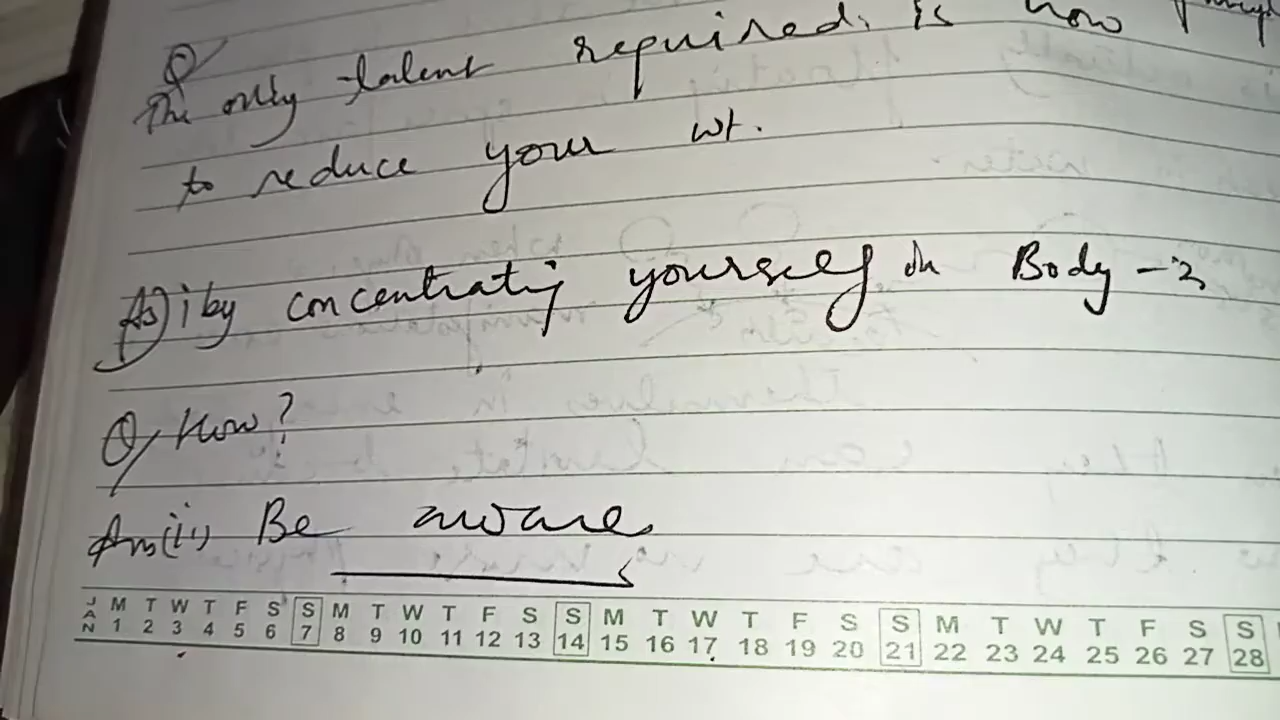 Q/
The only talent required, is how
to reduce your wt.
A) i by concentrating yourself in Body - 2
Q/ How?
Ans(i) Be aware
J A N M T W T F S S M T W T F S S M T W T F S S M T W T F S S
1 2 3 4 5 6 7 8 9 10 11 12 13 14 15 16 17 18 19 20 21 22 23 24 25 26 27 28